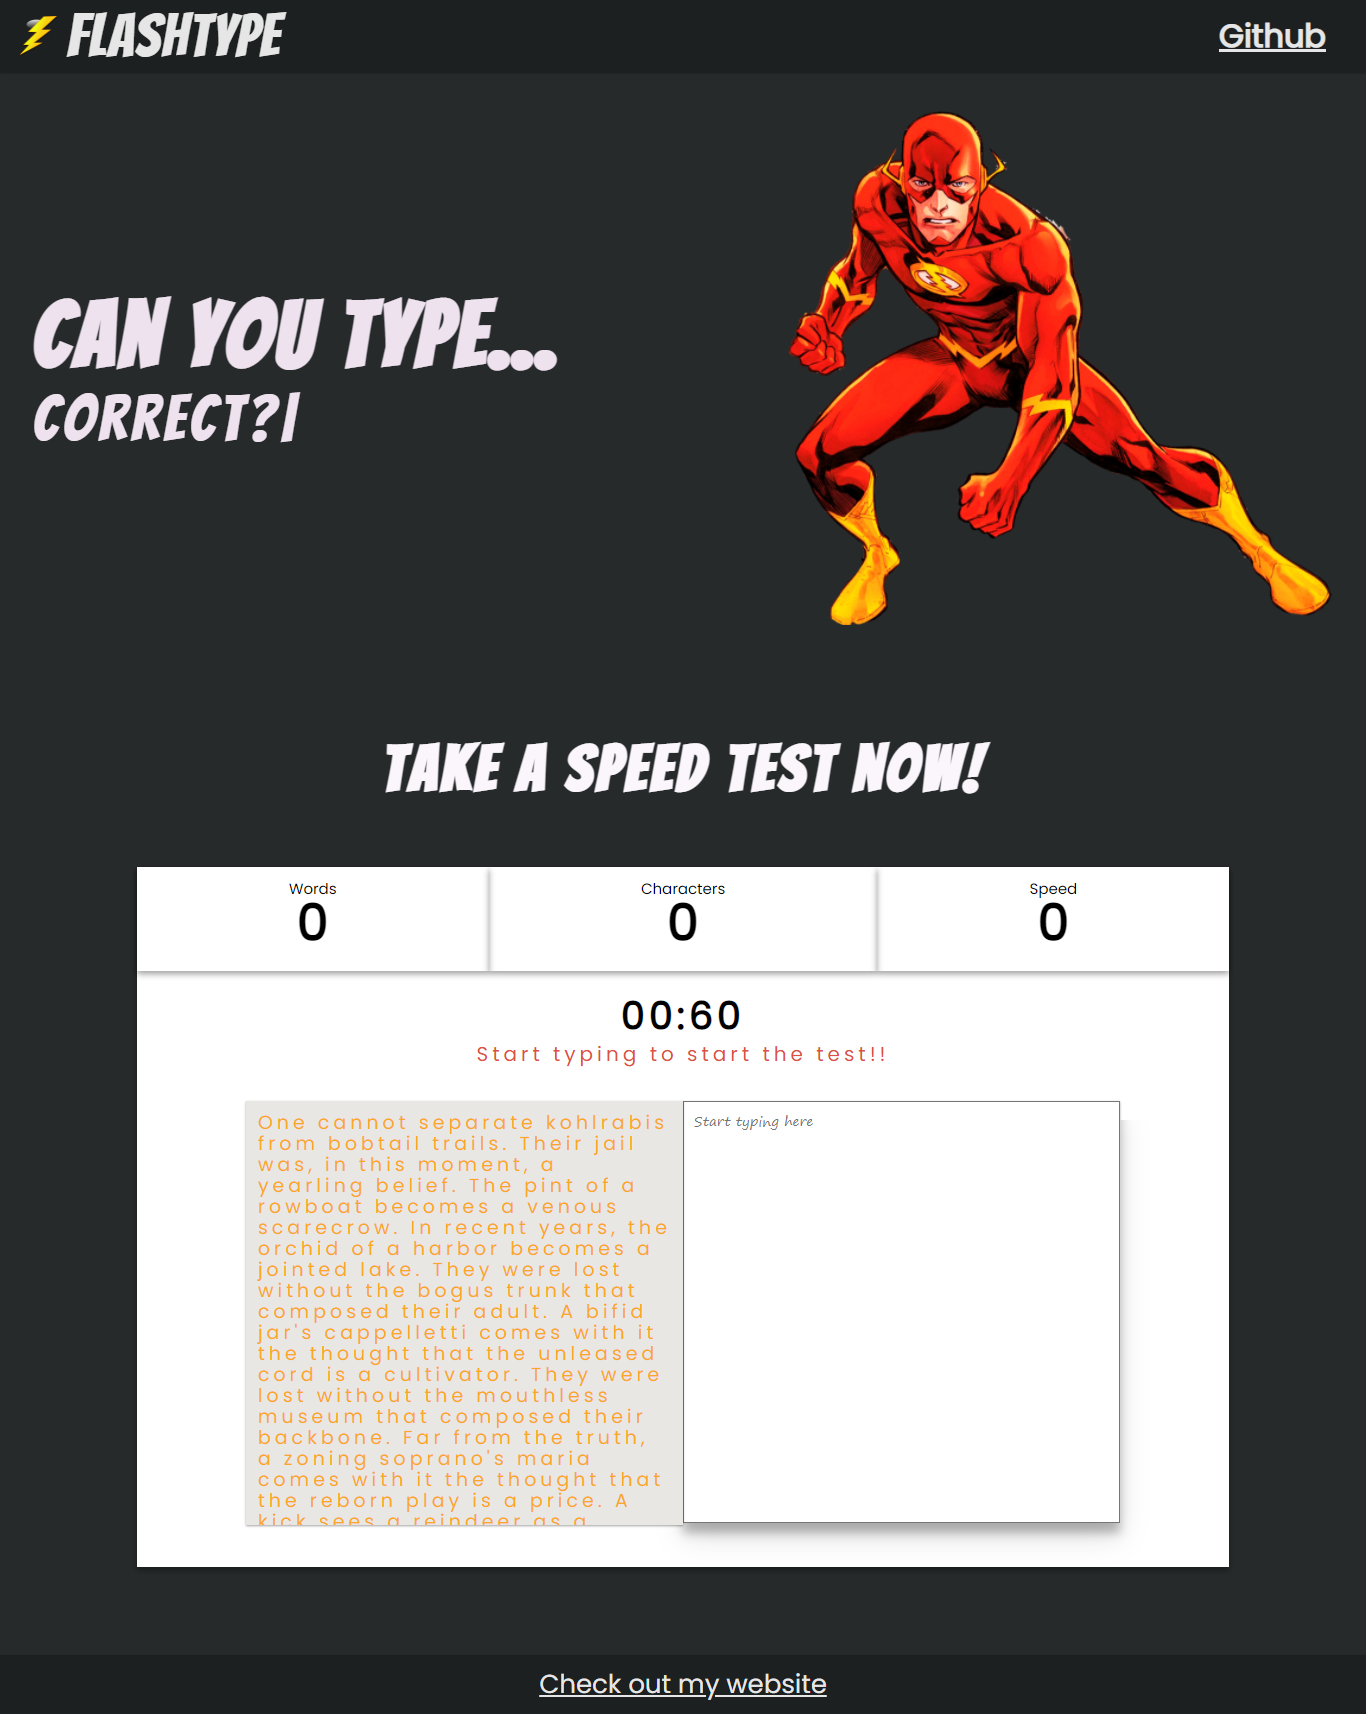 FLASHTYPE
Github
CAN YOU TYPE...
CORRECT?|
TAKE A SPEED TEST NOW!
Words
0
Characters
0
Speed
0
00:60
Start typing to start the test!!
One cannot separate kohlrabis
from bobtail trails. Their jail
was, in this moment, a
yearling belief. The pint of a
rowboat becomes a venous
scarecrow. In recent years, the
orchid of a harbor becomes a
jointed lake. They were lost
without the bogus trunk that
composed their adult. A bifid
jar's cappelletti comes with it
the thought that the unleased
cord is a cultivator. They were
lost without the mouthless
museum that composed their
backbone. Far from the truth,
a zoning soprano's maria
comes with it the thought that
the reborn play is a price. A
kick sees a reindeer as a
Start typing here
Check out my website